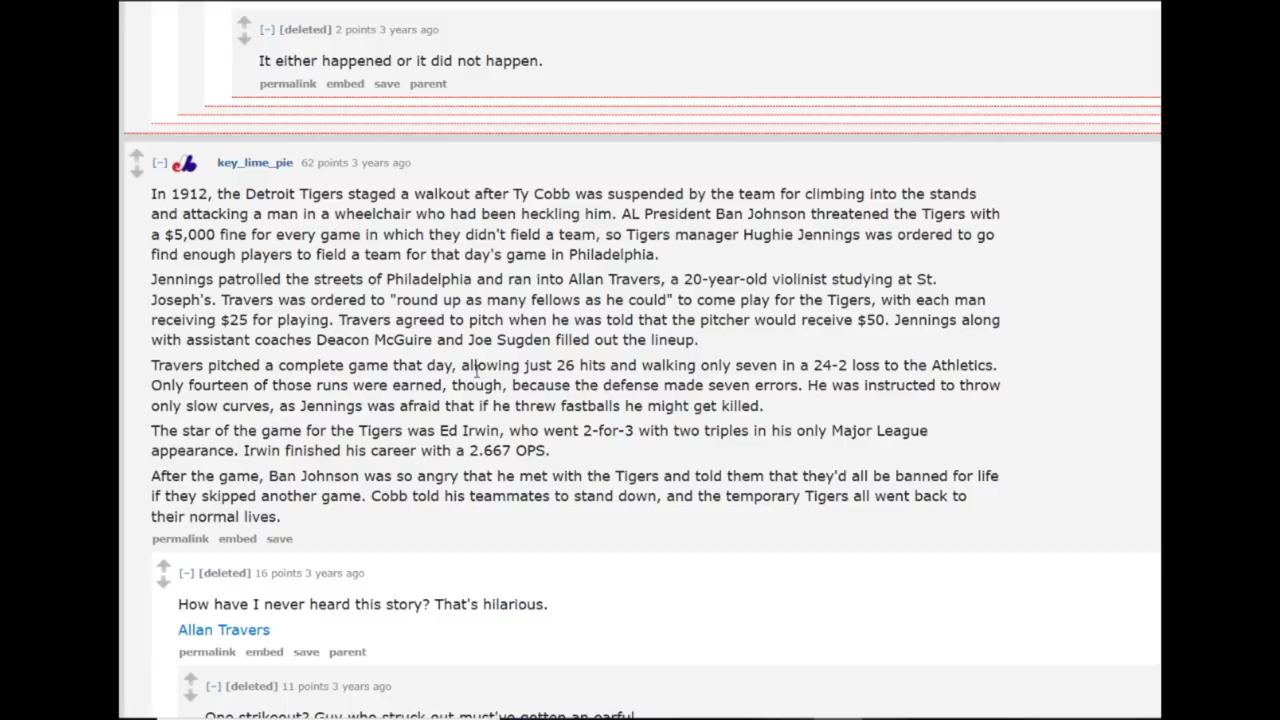 [–] [deleted] 2 points 3 years ago
It either happened or it did not happen.
permalink embed save parent
[–] key_lime_pie 62 points 3 years ago
In 1912, the Detroit Tigers staged a walkout after Ty Cobb was suspended by the team for climbing into the stands
and attacking a man in a wheelchair who had been heckling him. AL President Ban Johnson threatened the Tigers with
a $5,000 fine for every game in which they didn't field a team, so Tigers manager Hughie Jennings was ordered to go
find enough players to field a team for that day's game in Philadelphia.
Jennings patrolled the streets of Philadelphia and ran into Allan Travers, a 20-year-old violinist studying at St.
Joseph's. Travers was ordered to "round up as many fellows as he could" to come play for the Tigers, with each man
receiving $25 for playing. Travers agreed to pitch when he was told that the pitcher would receive $50. Jennings along
with assistant coaches Deacon McGuire and Joe Sugden filled out the lineup.
Travers pitched a complete game that day, allowing just 26 hits and walking only seven in a 24-2 loss to the Athletics.
Only fourteen of those runs were earned, though, because the defense made seven errors. He was instructed to throw
only slow curves, as Jennings was afraid that if he threw fastballs he might get killed.
The star of the game for the Tigers was Ed Irwin, who went 2-for-3 with two triples in his only Major League
appearance. Irwin finished his career with a 2.667 OPS.
After the game, Ban Johnson was so angry that he met with the Tigers and told them that they'd all be banned for life
if they skipped another game. Cobb told his teammates to stand down, and the temporary Tigers all went back to
their normal lives.
permalink embed save
[–] [deleted] 16 points 3 years ago
How have I never heard this story? That's hilarious.
Allan Travers
permalink embed save parent
[–] [deleted] 11 points 3 years ago
One strikeout? Guy who struck out must've gotten an earful